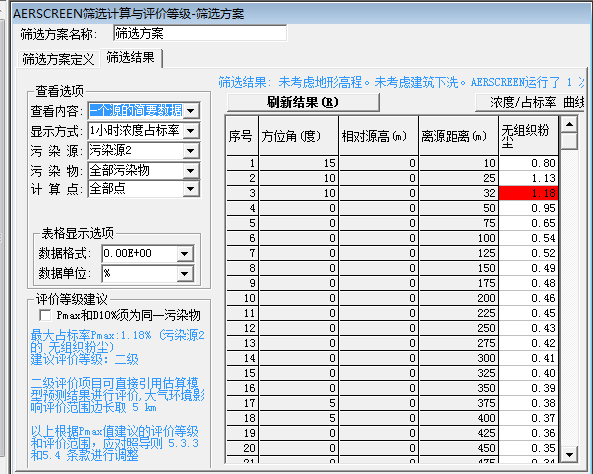 AERSCREEN筛选计算与评价等级-筛选方案
筛选方案名称: 筛选方案
筛选方案定义 筛选结果
查看选项
查看内容: 一个源的简要数据
显示方式: 1小时浓度占标率
污 染 源: 污染源2
污 染 物: 全部污染物
计 算 点: 全部点
表格显示选项
数据格式: 0.00E+00
数据单位: %
评价等级建议
Pmax和D10%须为同一污染物
最大占标率Pmax:1.18% (污染源2
的 无组织粉尘)
建议评价等级: 二级
二级评价项目可直接引用估算模
型预测结果进行评价,大气环境影
响评价范围边长取 5 km
以上根据Pmax值建议的评价等级
和评价范围, 应对照导则 5.3.3
和5.4 条款进行调整
筛选结果: 未考虑地形高程。未考虑建筑下洗。AERSCREEN运行了 1
刷新结果(R) 浓度/占标率 曲线
序号 方位角(度) 相对源高(m) 离源距离(m) 无组织粉尘
1 15 0 10 0.80
2 10 0 25 1.13
3 10 0 32 1.18
4 0 0 50 0.95
5 0 0 75 0.65
6 0 0 100 0.54
7 0 0 125 0.52
8 0 0 150 0.49
9 0 0 175 0.48
10 0 0 200 0.46
11 0 0 225 0.45
12 0 0 250 0.43
13 0 0 275 0.42
14 0 0 300 0.41
15 0 0 325 0.40
16 0 0 350 0.39
17 5 0 375 0.38
18 5 0 400 0.37
19 0 0 425 0.36
20 0 0 450 0.35
21 0 0 475 0.34